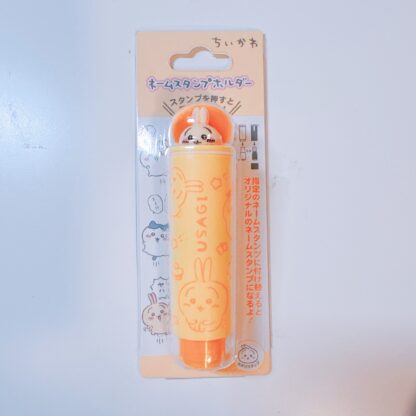 ちいかわ
ネームスタンプホルダー
スタンプを押すと
USAGI
指定のネームスタンプに付け替えると
オリジナルのネームスタンプになるよ!